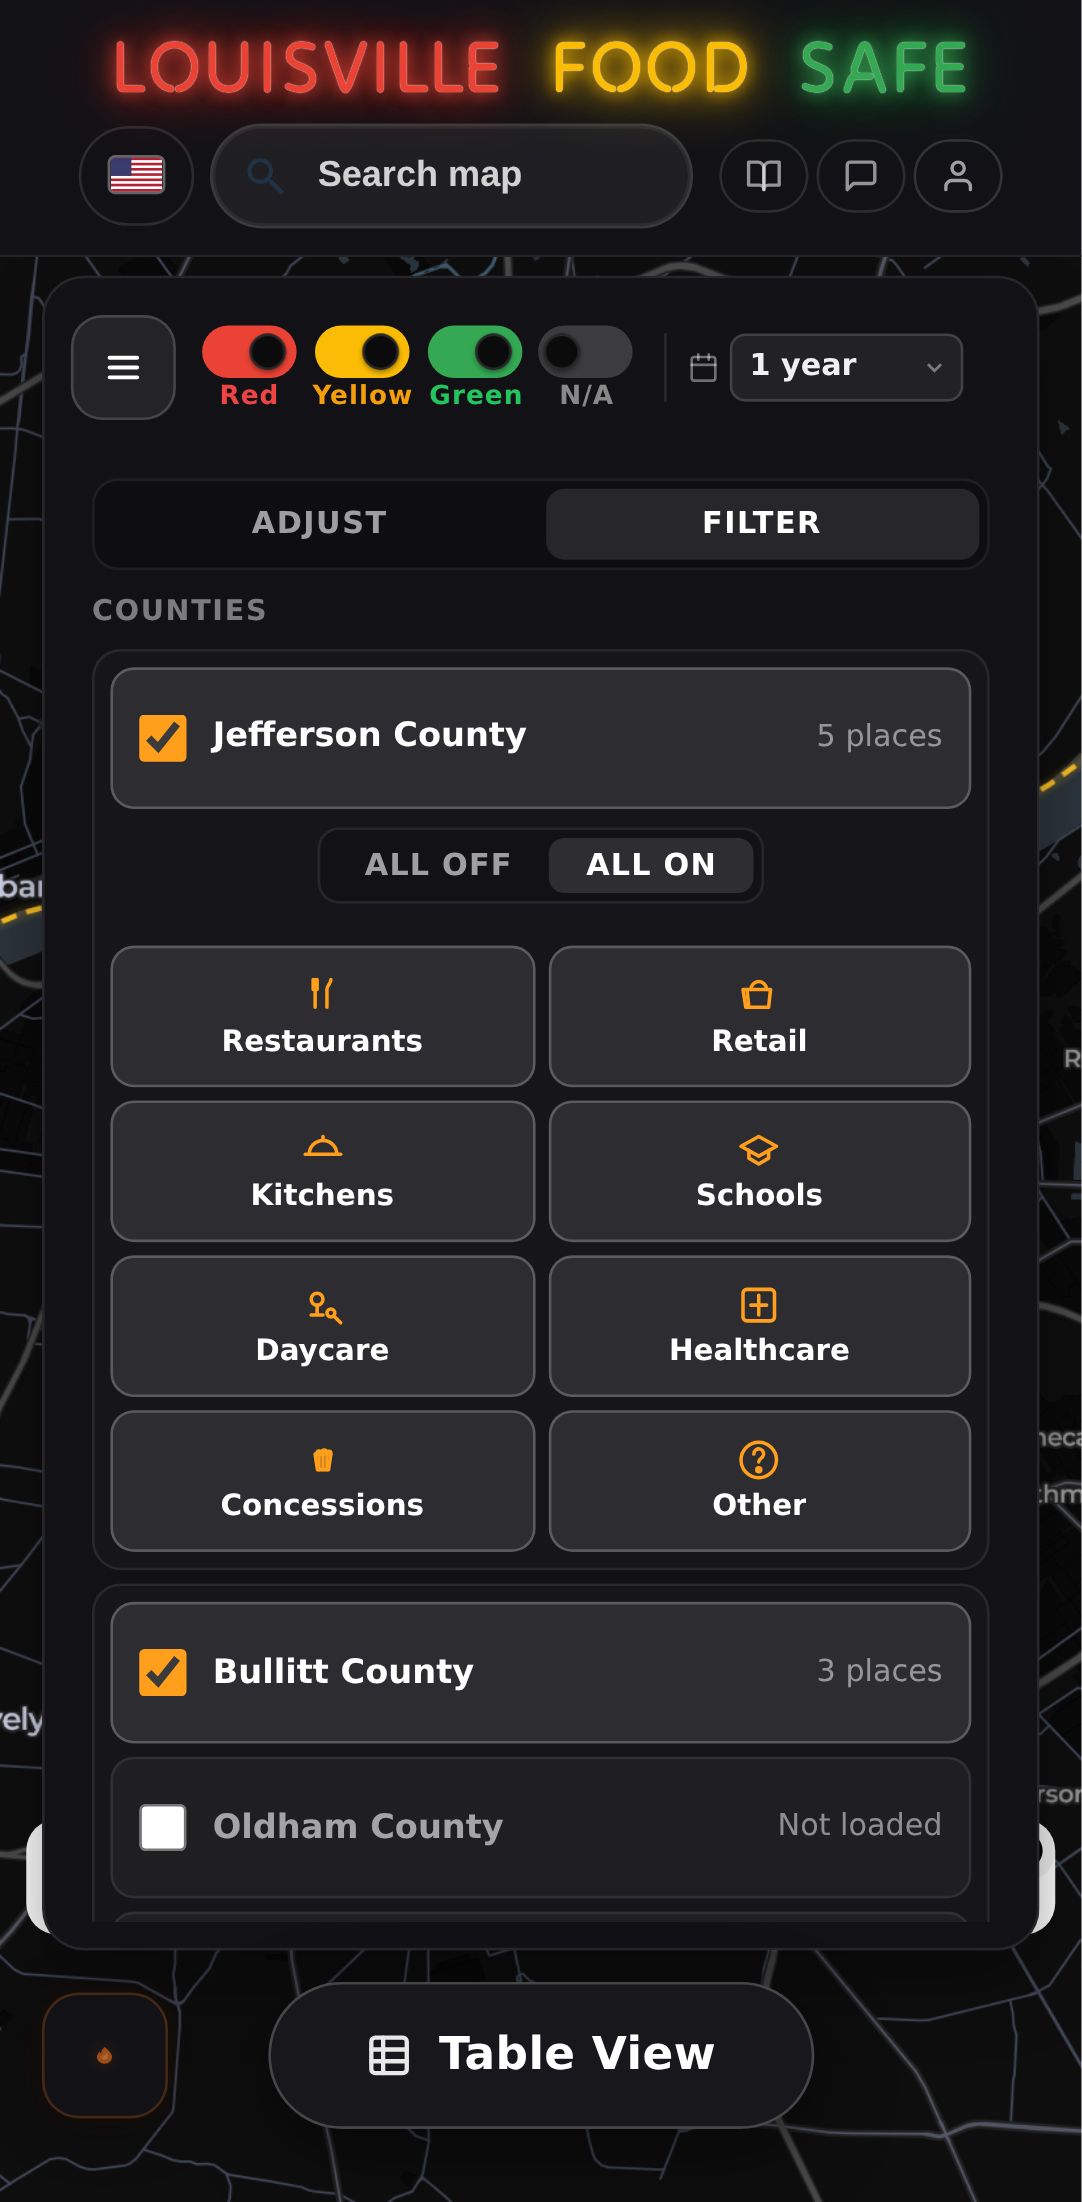 LOUISVILLE FOOD SAFE
Search map
Red Yellow Green N/A
1 year
ADJUST FILTER
COUNTIES
Jefferson County 5 places
ALL OFF ALL ON
Restaurants Retail
Kitchens Schools
Daycare Healthcare
Concessions Other
Bullitt County 3 places
Oldham County Not loaded
Table View